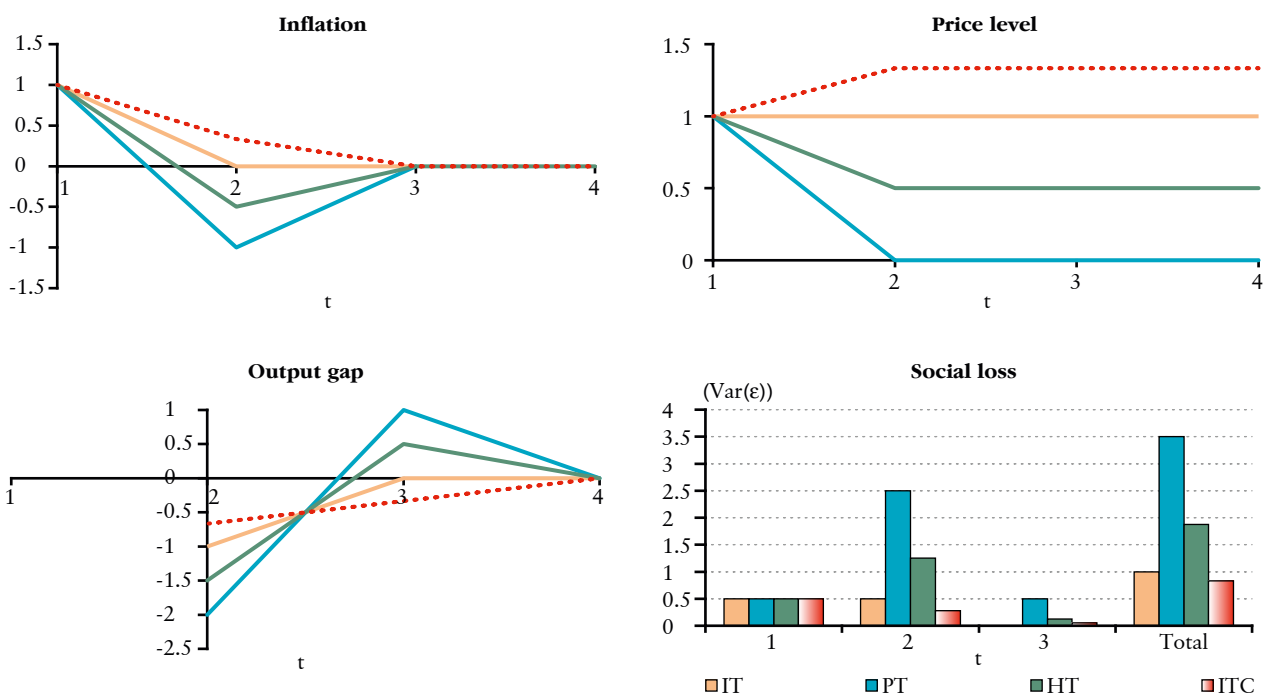 Inflation
1.5
1
0.5
0
-0.5
-1
-1.5
1 2 3 4
t
Price level
1.5
1
0.5
0
1 2 3 4
t
Output gap
1
0.5
0
-0.5
-1
-1.5
-2
-2.5
1 2 3 4
t
Social loss
(Var(ε))
4
3.5
3
2.5
2
1.5
1
0.5
0
1 2 3 Total
t
IT PT HT ITC